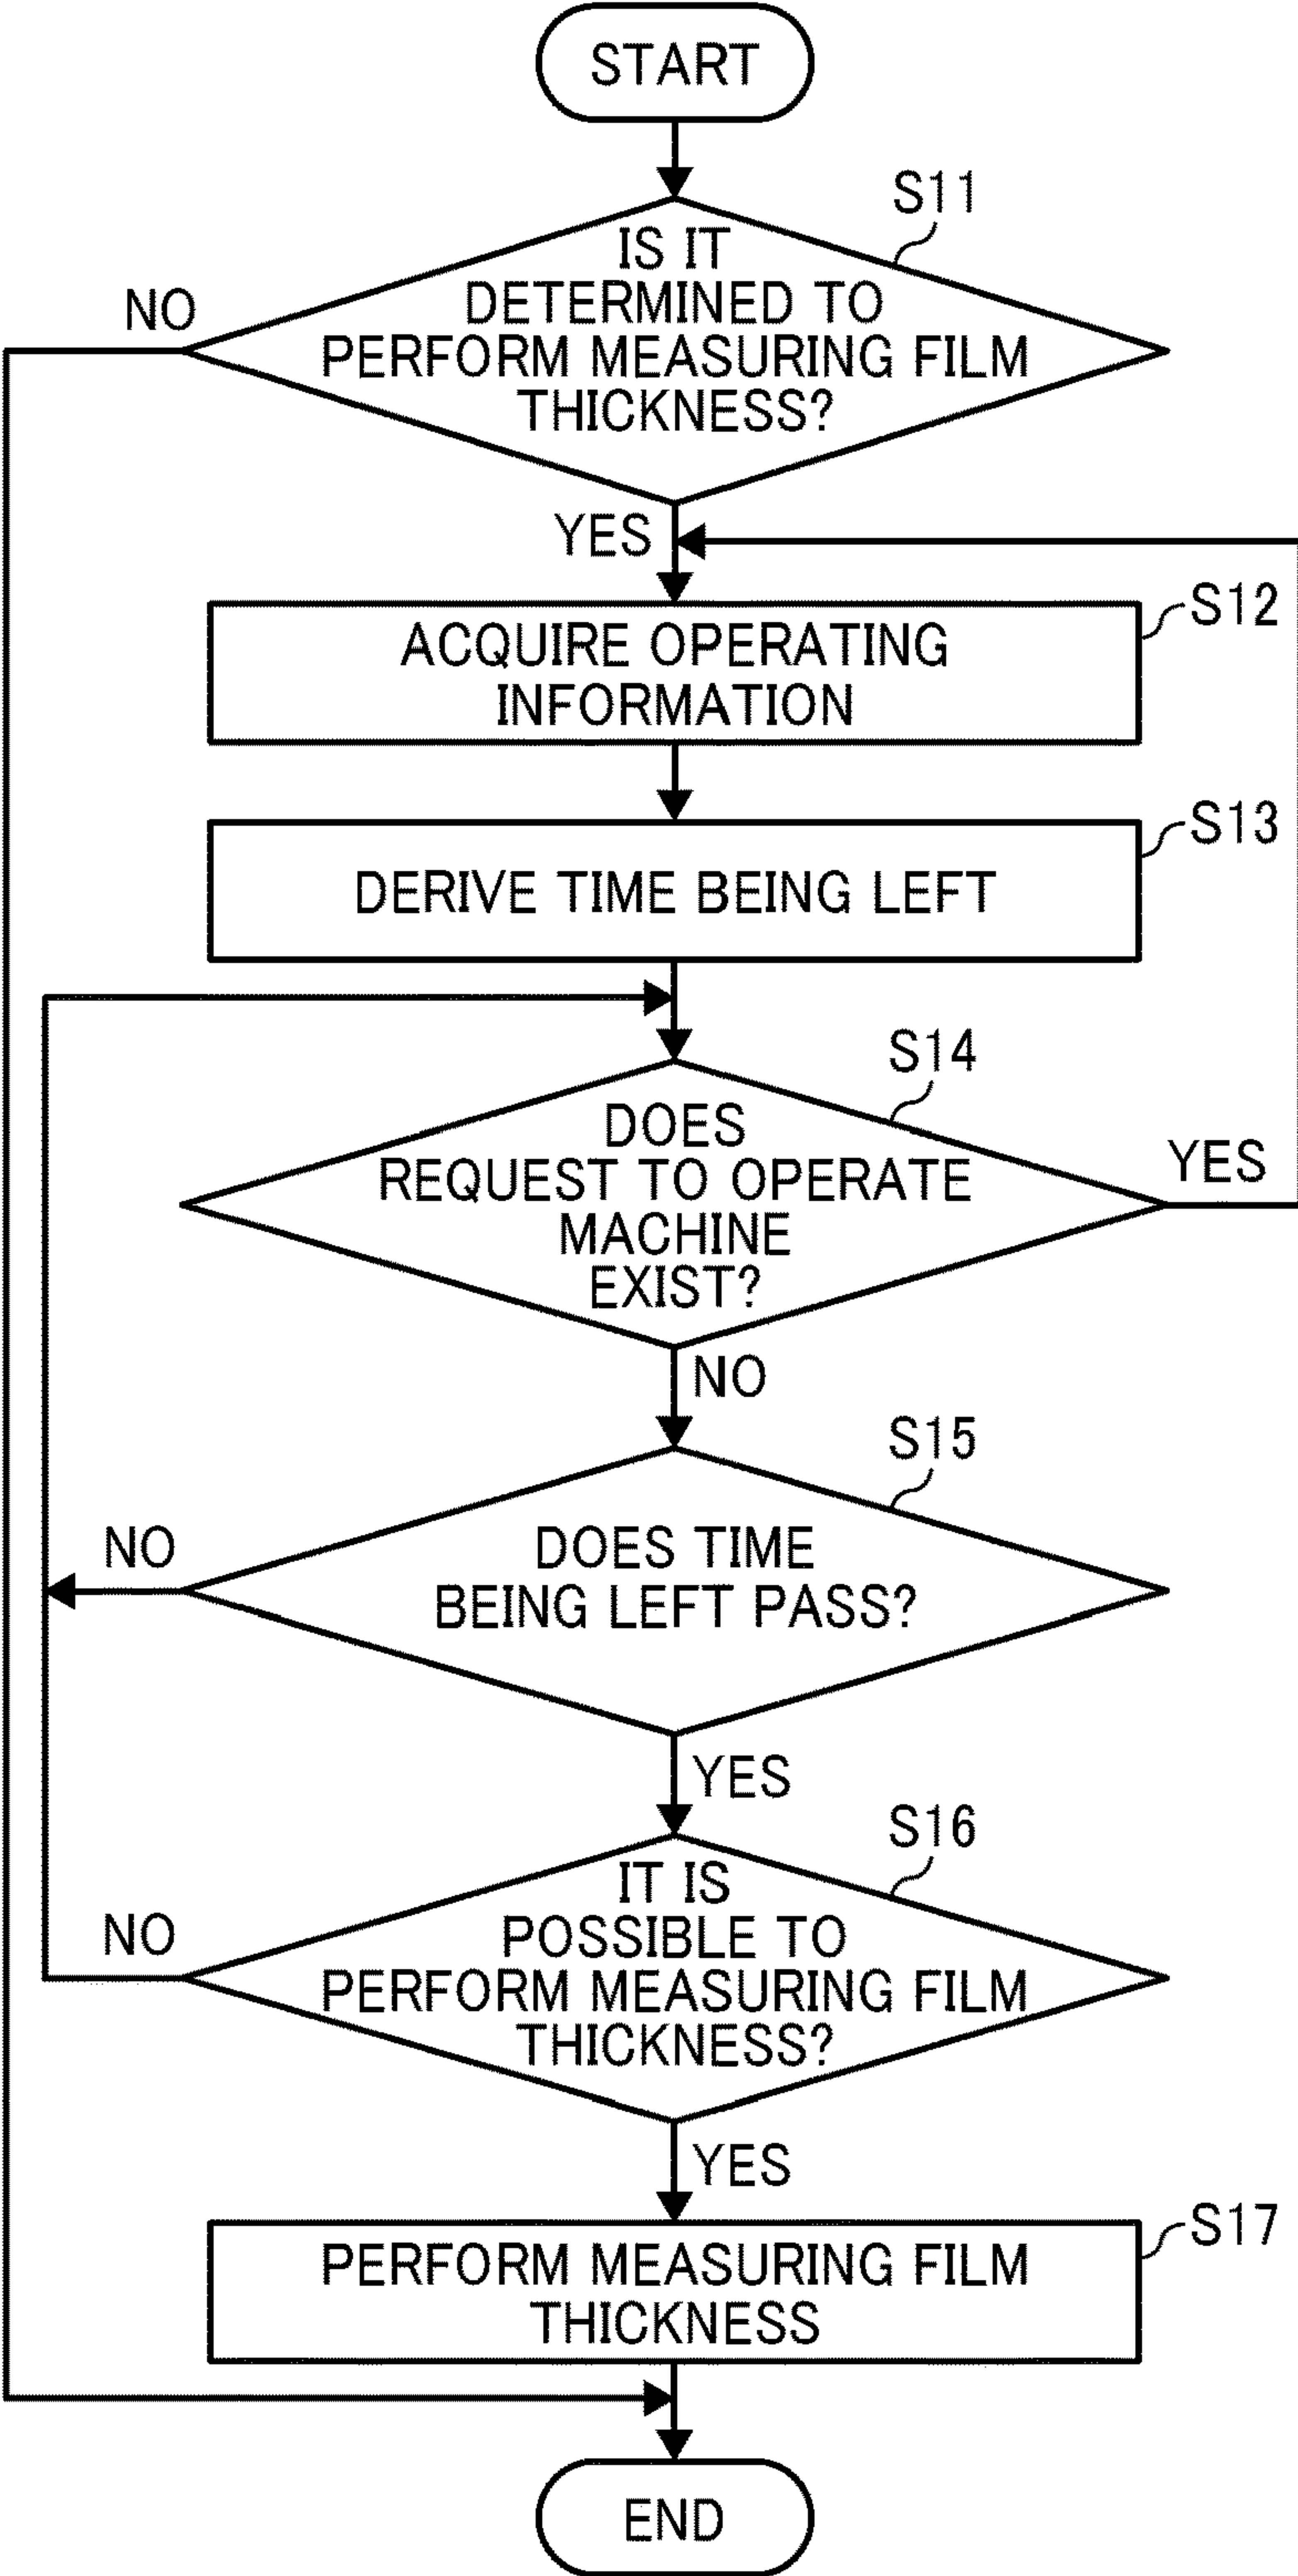 START
S11
IS IT
DETERMINED TO
PERFORM MEASURING FILM
THICKNESS?
NO
YES
S12
ACQUIRE OPERATING
INFORMATION
S13
DERIVE TIME BEING LEFT
S14
DOES
REQUEST TO OPERATE
MACHINE
EXIST?
YES
NO
S15
DOES TIME
BEING LEFT PASS?
NO
YES
S16
IT IS
POSSIBLE TO
PERFORM MEASURING FILM
THICKNESS?
NO
YES
S17
PERFORM MEASURING FILM
THICKNESS
END